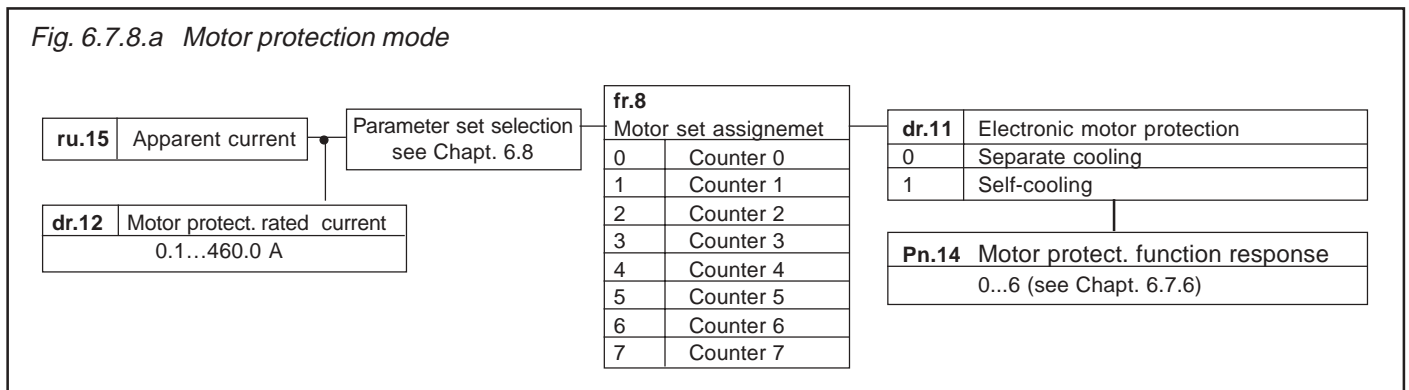 Fig. 6.7.8.a Motor protection mode
ru.15 Apparent current
dr.12 Motor protect. rated current
0.1…460.0 A
Parameter set selection
see Chapt. 6.8
fr.8
Motor set assignemet
0 Counter 0
1 Counter 1
2 Counter 2
3 Counter 3
4 Counter 4
5 Counter 5
6 Counter 6
7 Counter 7
dr.11 Electronic motor protection
0 Separate cooling
1 Self-cooling
Pn.14 Motor protect. function response
0...6 (see Chapt. 6.7.6)